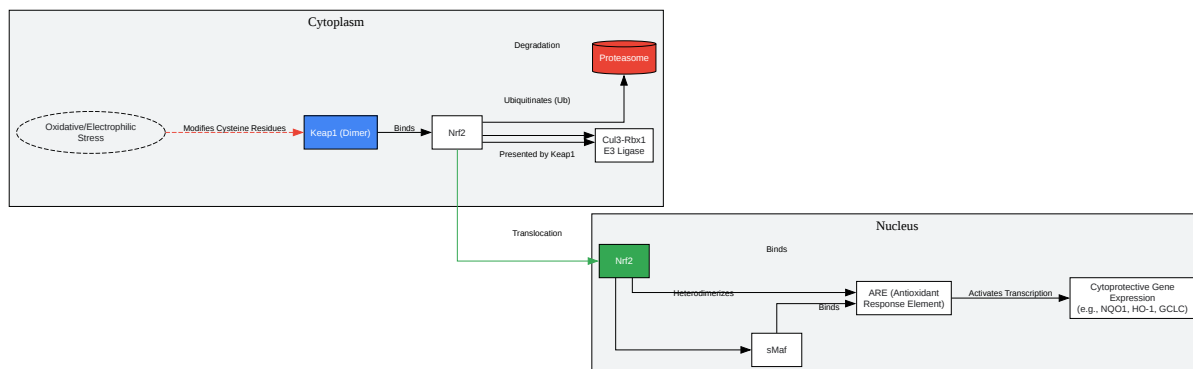 Cytoplasm
Degradation
Proteasome
Ubiquitinates (Ub)
Oxidative/Electrophilic
Stress
Modifies Cysteine Residues
Keap1 (Dimer)
Binds
Nrf2
Cul3-Rbx1
E3 Ligase
Presented by Keap1
Translocation
Nucleus
Nrf2
Binds
Heterodimerizes
ARE (Antioxidant
Response Element)
Activates Transcription
Cytoprotective Gene
Expression
(e.g., NQO1, HO-1, GCLC)
Binds
sMaf